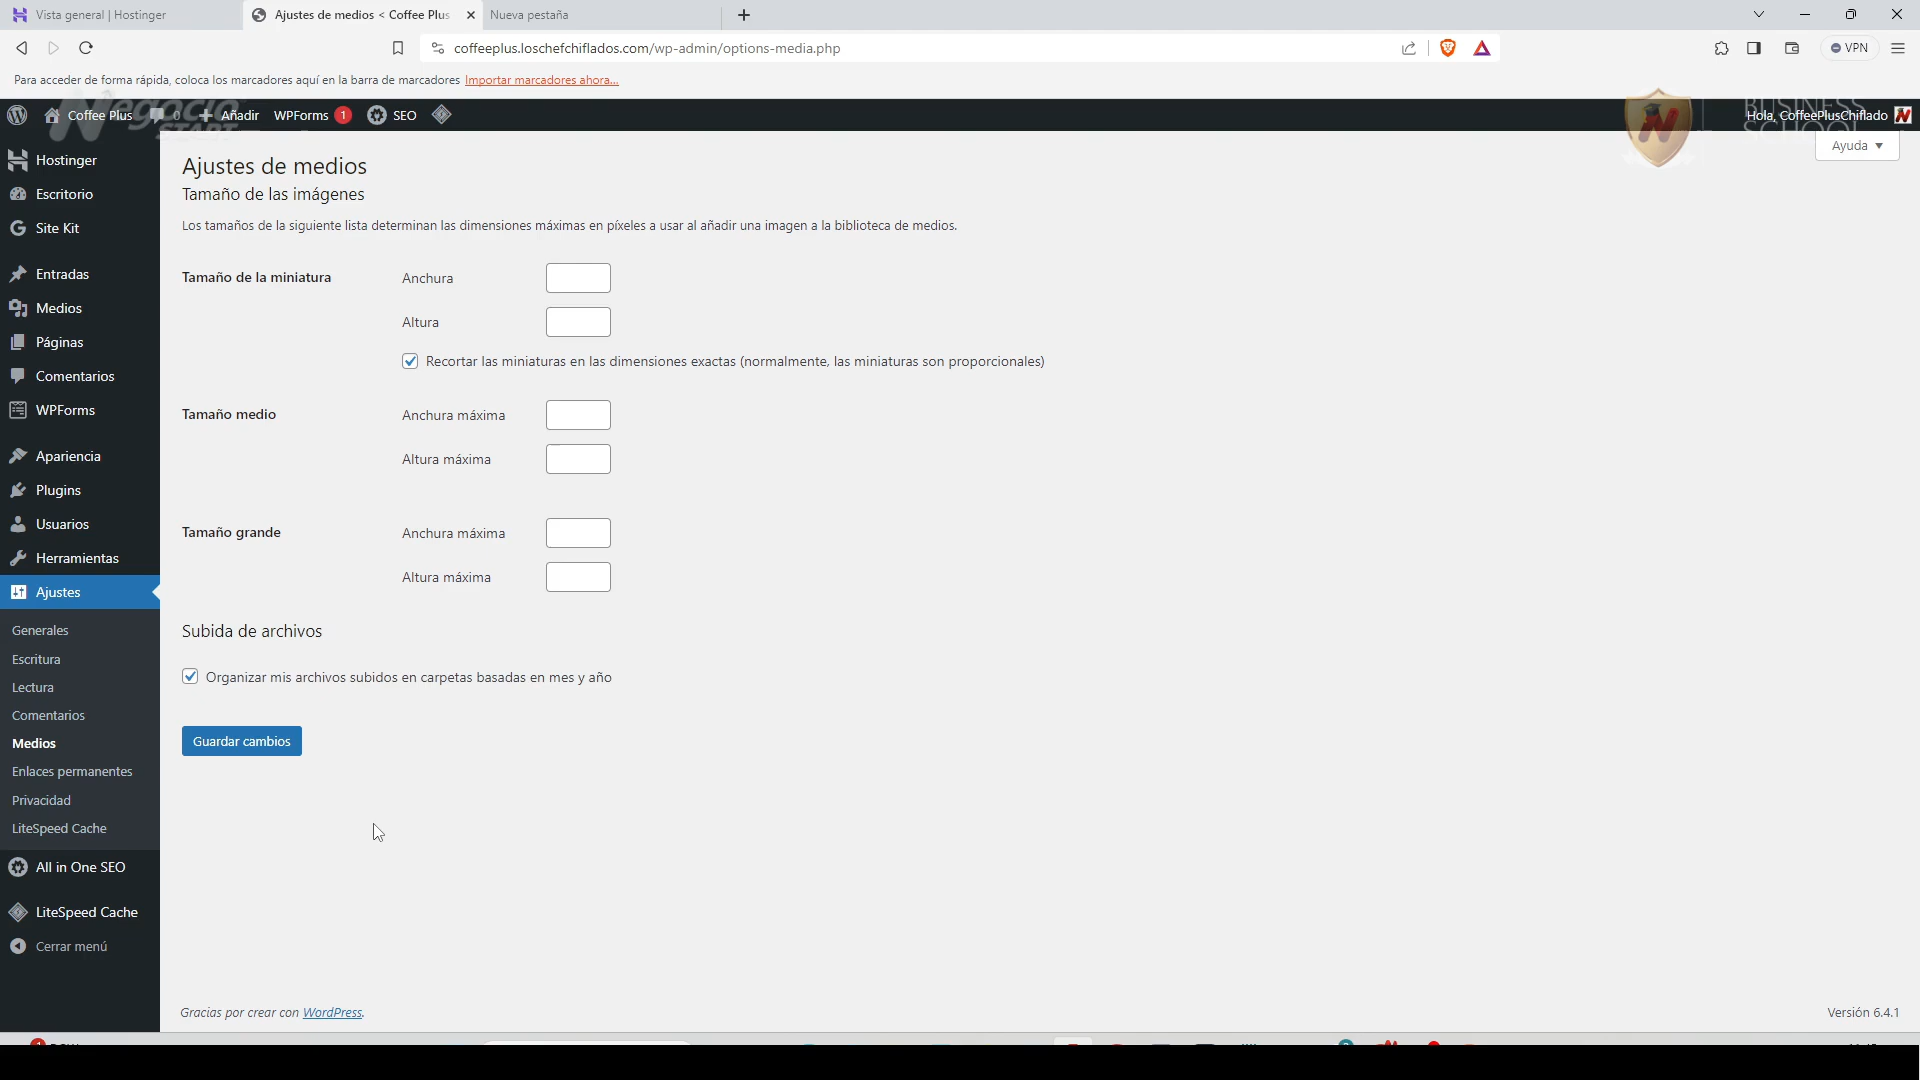 Vista general | Hostinger
Ajustes de medios < Coffee Plus
Nueva pestaña
coffeeplus.loschefchiflados.com/wp-admin/options-media.php
VPN
Para acceder de forma rápida, coloca los marcadores aquí en la barra de marcadores Importar marcadores ahora...
Coffee Plus
0
Añadir
WPForms 1
SEO
Hola, CoffeePlusChiflado
Negocio
START
BUSINESS
SCHOOL
Ayuda
Hostinger
Escritorio
Site Kit
Entradas
Medios
Páginas
Comentarios
WPForms
Apariencia
Plugins
Usuarios
Herramientas
Ajustes
Generales
Escritura
Lectura
Comentarios
Medios
Enlaces permanentes
Privacidad
LiteSpeed Cache
All in One SEO
LiteSpeed Cache
Cerrar menú
Ajustes de medios
Tamaño de las imágenes
Los tamaños de la siguiente lista determinan las dimensiones máximas en píxeles a usar al añadir una imagen a la biblioteca de medios.
Tamaño de la miniatura
Anchura
Altura
Recortar las miniaturas en las dimensiones exactas (normalmente, las miniaturas son proporcionales)
Tamaño medio
Anchura máxima
Altura máxima
Tamaño grande
Anchura máxima
Altura máxima
Subida de archivos
Organizar mis archivos subidos en carpetas basadas en mes y año
Guardar cambios
Gracias por crear con WordPress.
Versión 6.4.1